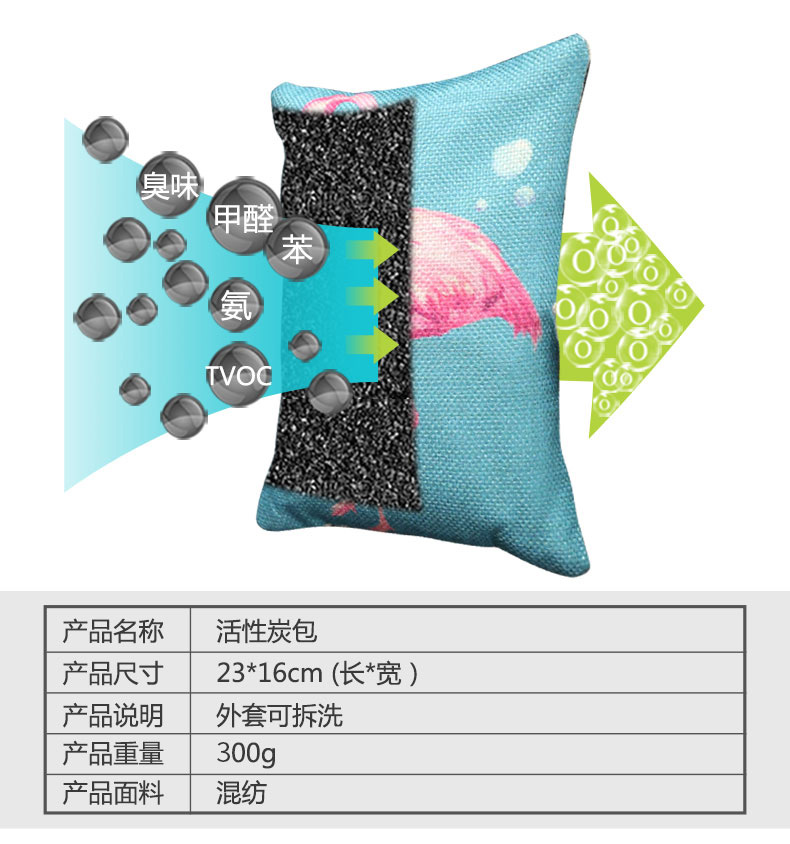 臭味
甲醛
苯
氨
TVOC
O O
O O
O
O O O
O
O O
O O
O
产品名称 活性炭包
产品尺寸 23*16cm (长*宽 )
产品说明 外套可拆洗
产品重量 300g
产品面料 混纺